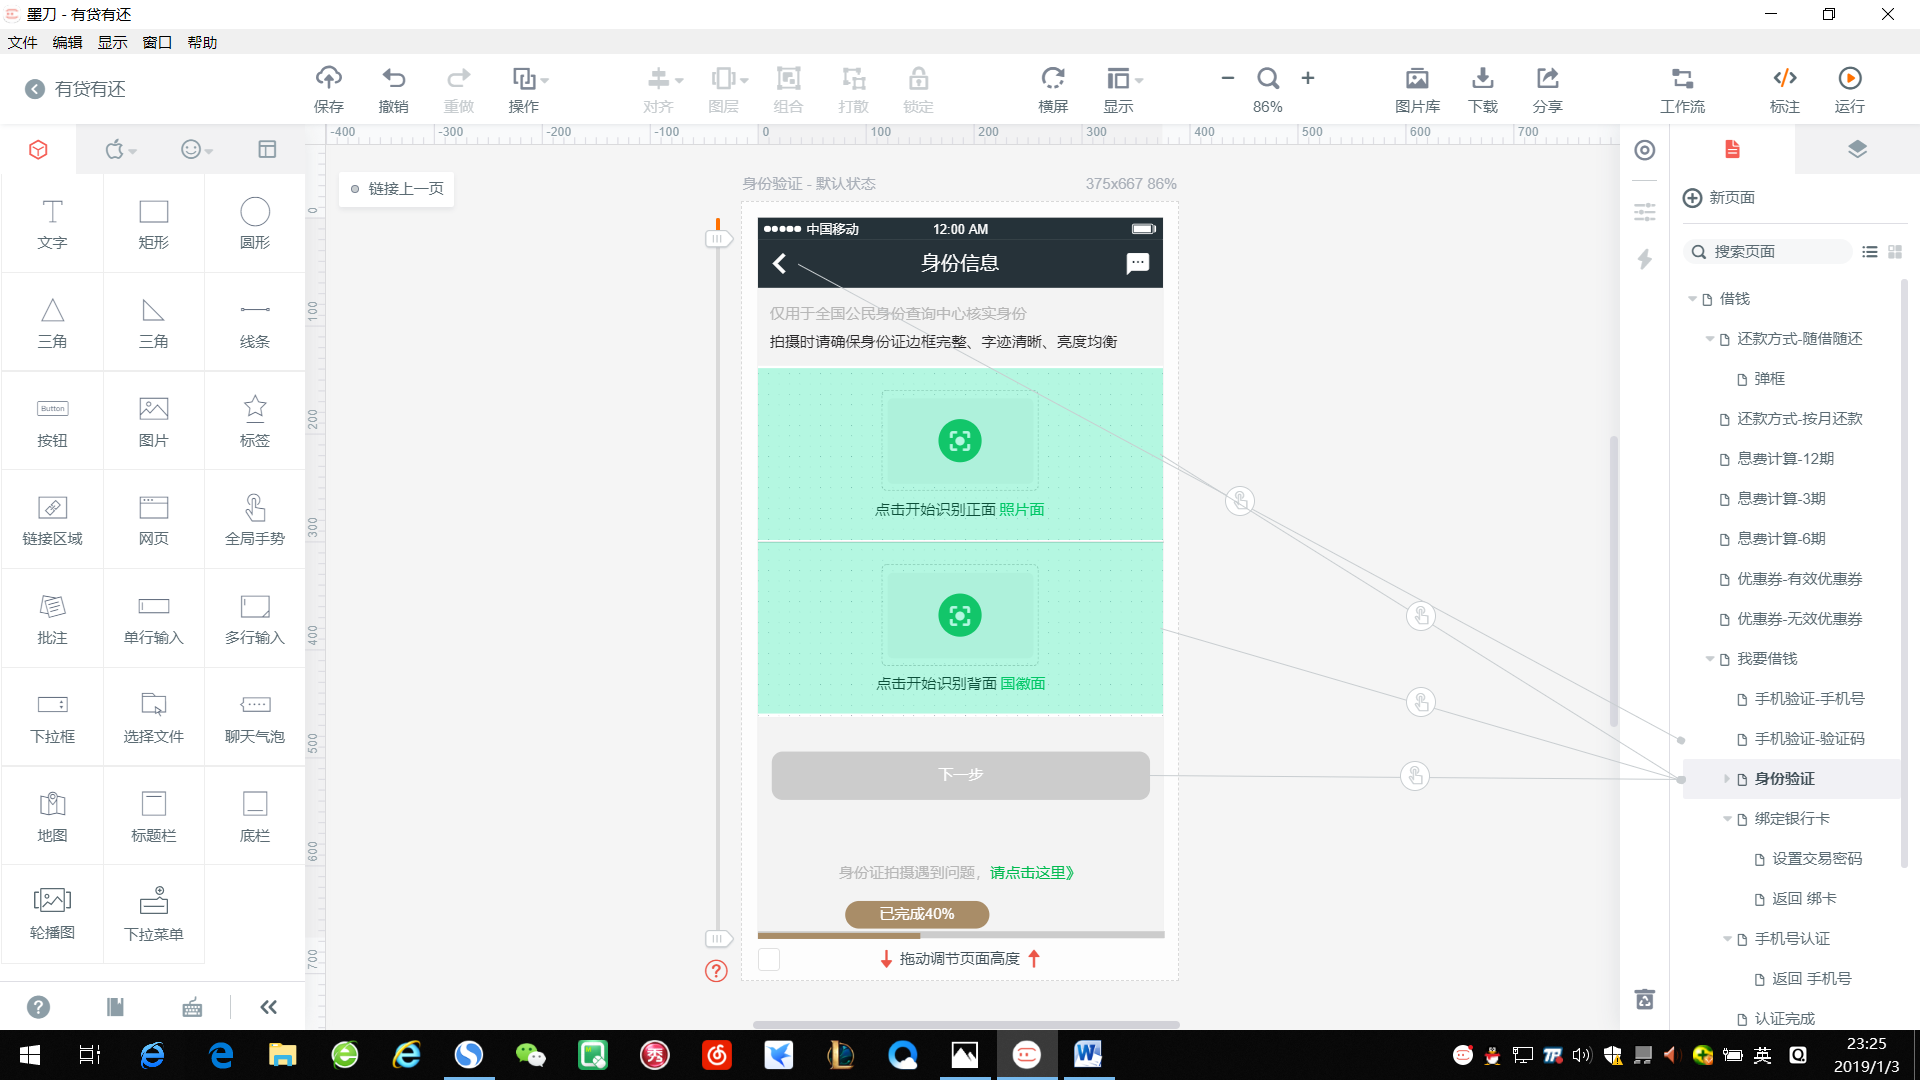 墨刀 - 有贷有还
文件 编辑 显示 窗口 帮助
有贷有还
保存 撤销 重做 操作 对齐 图层 组合 打散 锁定 横屏 显示 86% 图片库 下载 分享 工作流 标注 运行
-400 -300 -200 -100 0 100 200 300 400 500 600 700
0 100 200 300 400 500 600 700
文字 矩形 圆形
三角 三角 线条
Button
按钮 图片 标签
链接区域 网页 全局手势
批注 单行输入 多行输入
下拉框 选择文件 聊天气泡
地图 标题栏 底栏
轮播图 下拉菜单
链接上一页
身份验证 - 默认状态 375x667 86%
中国移动 12:00 AM
身份信息
仅用于全国公民身份查询中心核实身份
拍摄时请确保身份证边框完整、字迹清晰、亮度均衡
点击开始识别正面 照片面
点击开始识别背面 国徽面
下一步
身份证拍摄遇到问题，请点击这里》
已完成40%
拖动调节页面高度
新页面
搜索页面
借钱
还款方式-随借随还
弹框
还款方式-按月还款
息费计算-12期
息费计算-3期
息费计算-6期
优惠券-有效优惠券
优惠券-无效优惠券
我要借钱
手机验证-手机号
手机验证-验证码
身份验证
绑定银行卡
设置交易密码
返回 绑卡
手机号认证
返回 手机号
认证完成
英
23:25
2019/1/3